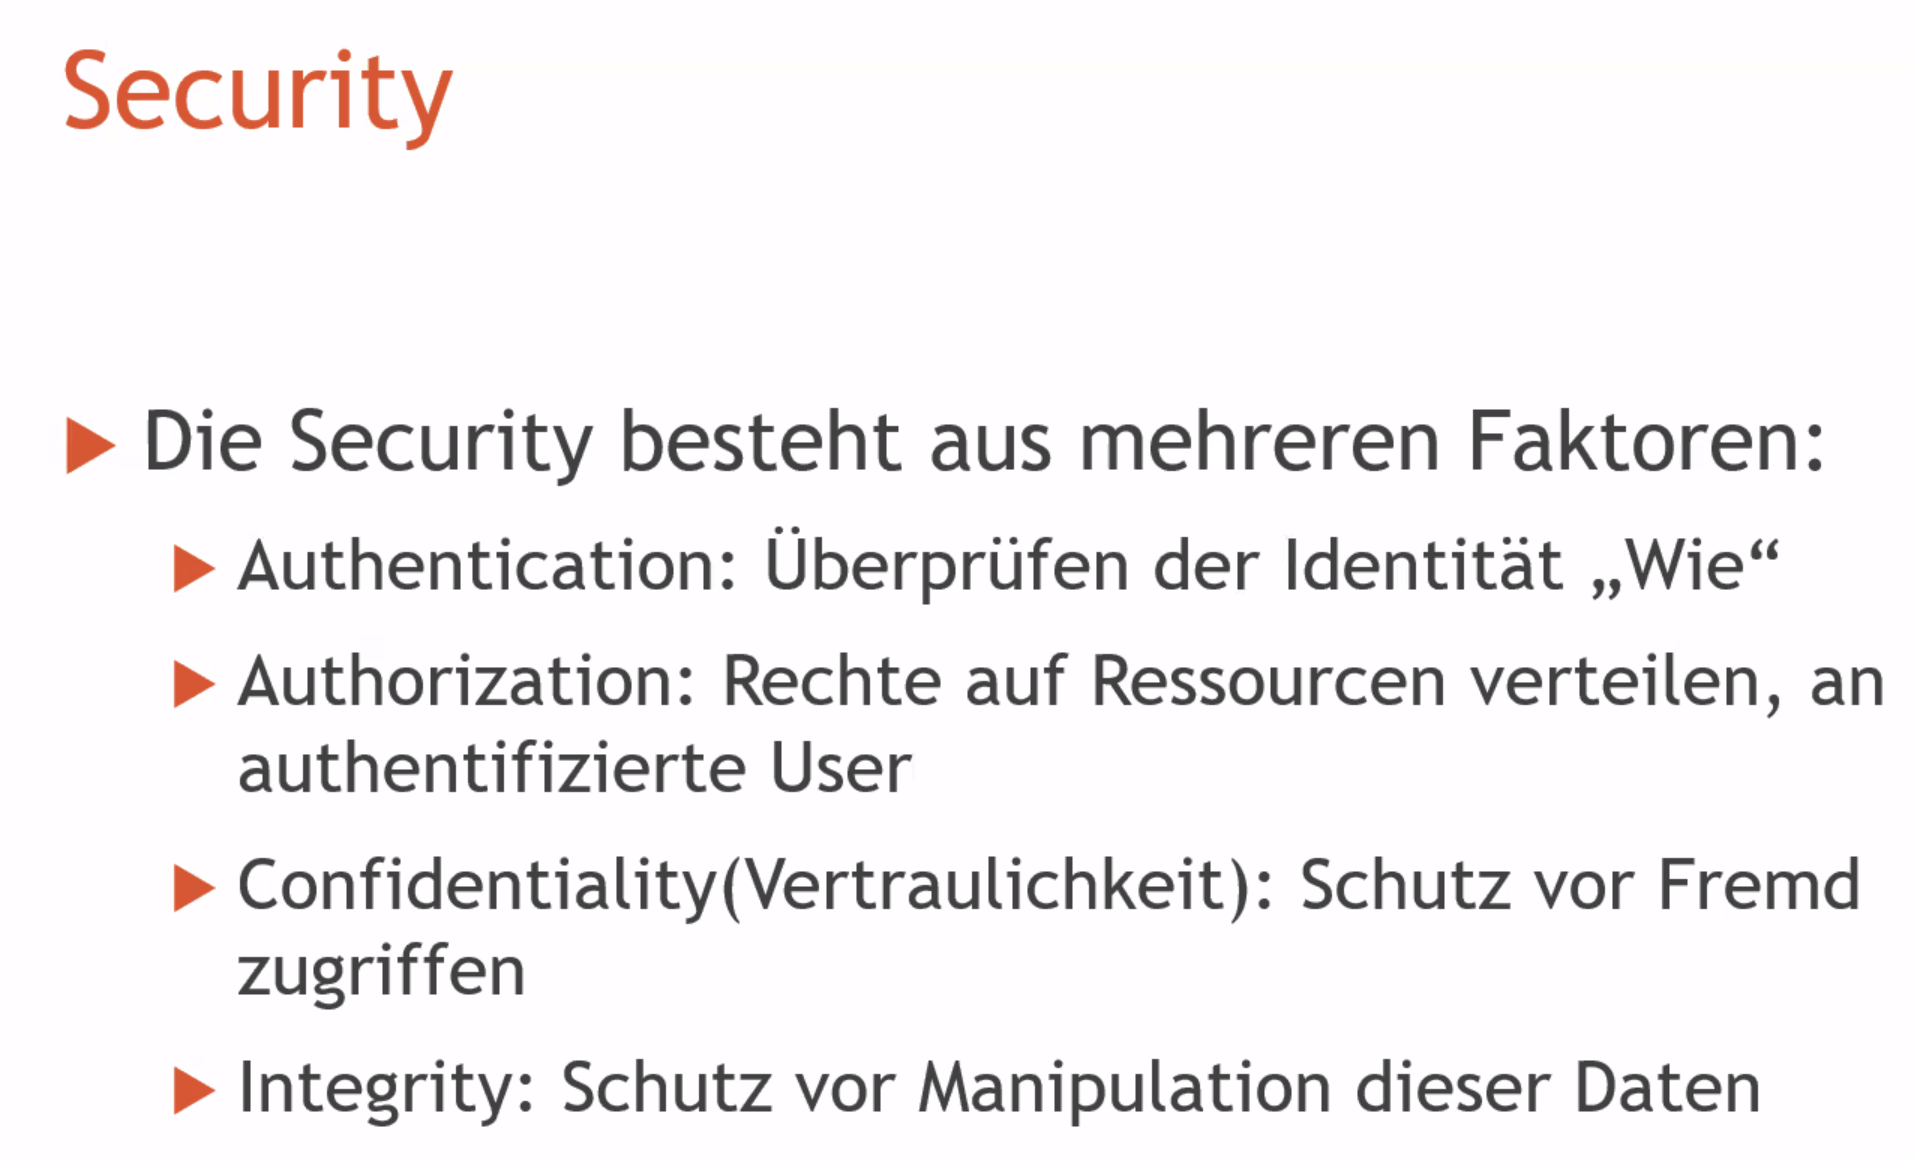 Security
Die Security besteht aus mehreren Faktoren:
Authentication: Überprüfen der Identität „Wie“
Authorization: Rechte auf Ressourcen verteilen, an
authentifizierte User
Confidentiality(Vertraulichkeit): Schutz vor Fremd
zugriffen
Integrity: Schutz vor Manipulation dieser Daten